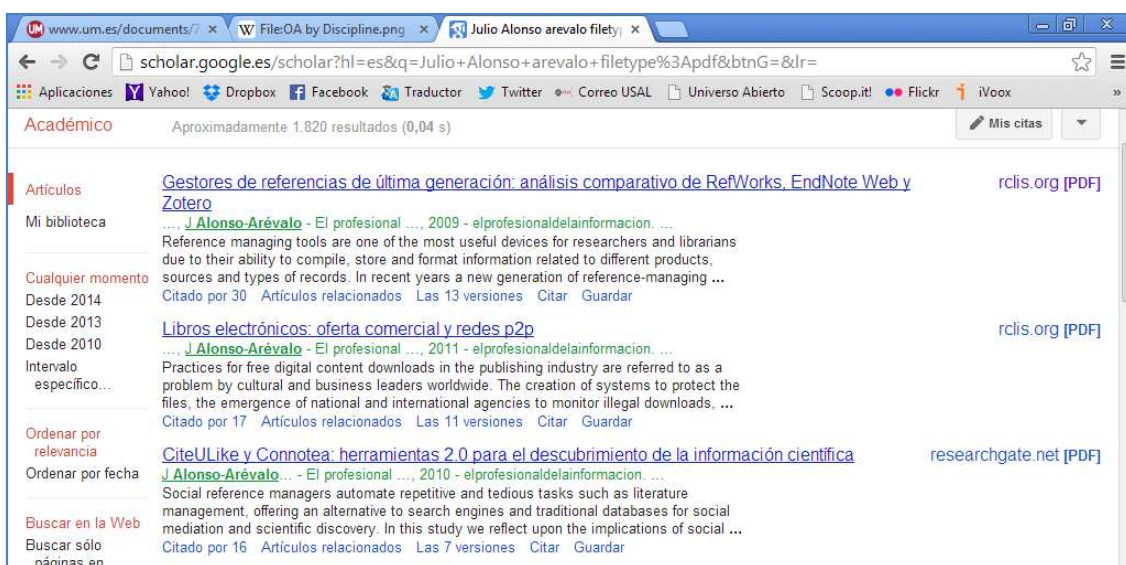 www.um.es/documents/7
File:OA by Discipline.png
Julio Alonso arevalo filety
scholar.google.es/scholar?hl=es&q=Julio+Alonso+arevalo+filetype%3Apdf&btnG=&lr=
Aplicaciones Yahoo! Dropbox Facebook Traductor Twitter Correo USAL Universo Abierto Scoop.it! Flickr iVoox »
Académico Aproximadamente 1.820 resultados (0,04 s) Mis citas
Artículos
Mi biblioteca
Cualquier momento
Desde 2014
Desde 2013
Desde 2010
Intervalo
específico...
Ordenar por
relevancia
Ordenar por fecha
Buscar en la Web
Buscar sólo
páginas en
Gestores de referencias de última generación: análisis comparativo de RefWorks, EndNote Web y
Zotero
rclis.org [PDF]
..., J Alonso-Arévalo - El profesional ..., 2009 - elprofesionaldelainformacion. ...
Reference managing tools are one of the most useful devices for researchers and librarians
due to their ability to compile, store and format information related to different products,
sources and types of records. In recent years a new generation of reference-managing ...
Citado por 30 Artículos relacionados Las 13 versiones Citar Guardar
Libros electrónicos: oferta comercial y redes p2p
rclis.org [PDF]
..., J Alonso-Arévalo - El profesional ..., 2011 - elprofesionaldelainformacion. ...
Practices for free digital content downloads in the publishing industry are referred to as a
problem by cultural and business leaders worldwide. The creation of systems to protect the
files, the emergence of national and international agencies to monitor illegal downloads, ...
Citado por 17 Artículos relacionados Las 11 versiones Citar Guardar
CiteULike y Connotea: herramientas 2.0 para el descubrimiento de la información científica
researchgate.net [PDF]
J Alonso-Arévalo... - El profesional ..., 2010 - elprofesionaldelainformacion. ...
Social reference managers automate repetitive and tedious tasks such as literature
management, offering an alternative to search engines and traditional databases for social
mediation and scientific discovery. In this study we reflect upon the implications of social ...
Citado por 16 Artículos relacionados Las 7 versiones Citar Guardar